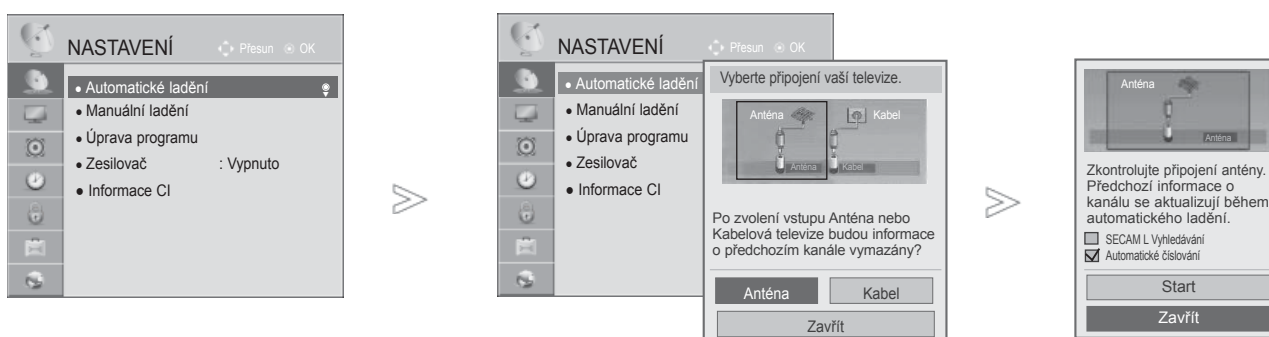 NASTAVENÍ
Přesun OK
• Automatické ladění
• Manuální ladění
• Úprava programu
• Zesilovač : Vypnuto
• Informace CI
NASTAVENÍ
Přesun OK
• Automatické ladění
• Manuální ladění
• Úprava programu
• Zesilovač
• Informace CI
Vyberte připojení vaší televize.
Anténa
Kabel
Anténa
Kabel
Po zvolení vstupu Anténa nebo
Kabelová televize budou informace
o předchozím kanále vymazány?
Anténa
Kabel
Zavřít
Anténa
Anténa
Zkontrolujte připojení antény.
Předchozí informace o
kanálu se aktualizují během
automatického ladění.
SECAM L Vyhledávání
Automatické číslování
Start
Zavřít